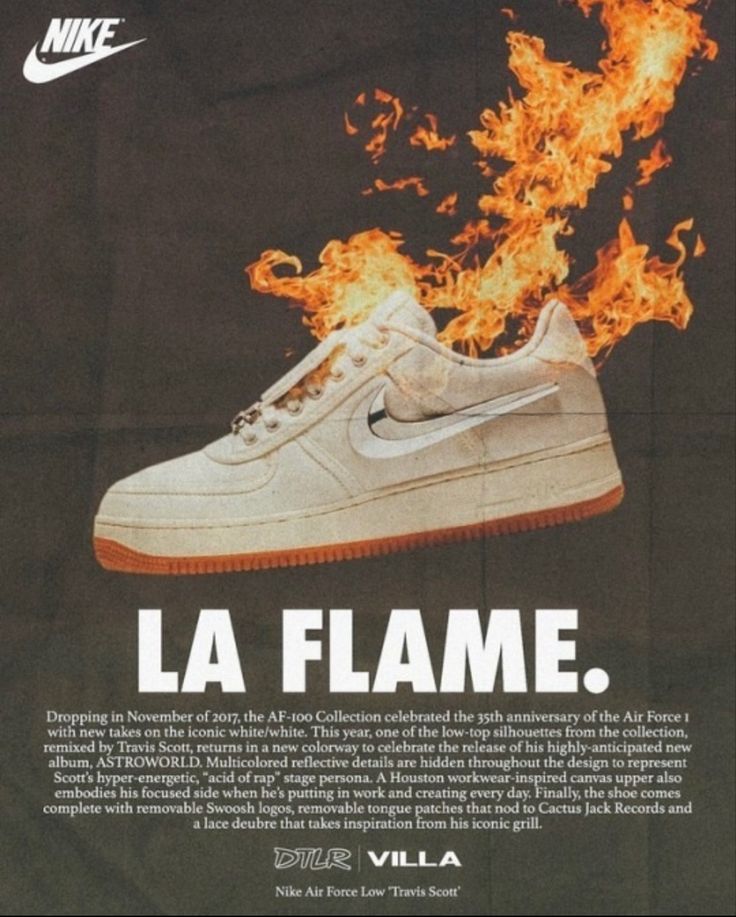 NIKE
LA FLAME.
Dropping in November of 2017, the AF-100 Collection celebrated the 35th anniversary of the Air Force 1
with new takes on the iconic white/white. This year, one of the low-top silhouettes from the collection,
remixed by Travis Scott, returns in a new colorway to celebrate the release of his highly-anticipated new
album, ASTROWORLD. Multicolored reflective details are hidden throughout the design to represent
Scott's hyper-energetic, "acid of rap" stage persona. A Houston workwear-inspired canvas upper also
embodies his focused side when he's putting in work and creating every day. Finally, the shoe comes
complete with removable Swoosh logos, removable tongue patches that nod to Cactus Jack Records and
a lace deubre that takes inspiration from his iconic grill.
DTLR | VILLA
Nike Air Force Low 'Travis Scott'